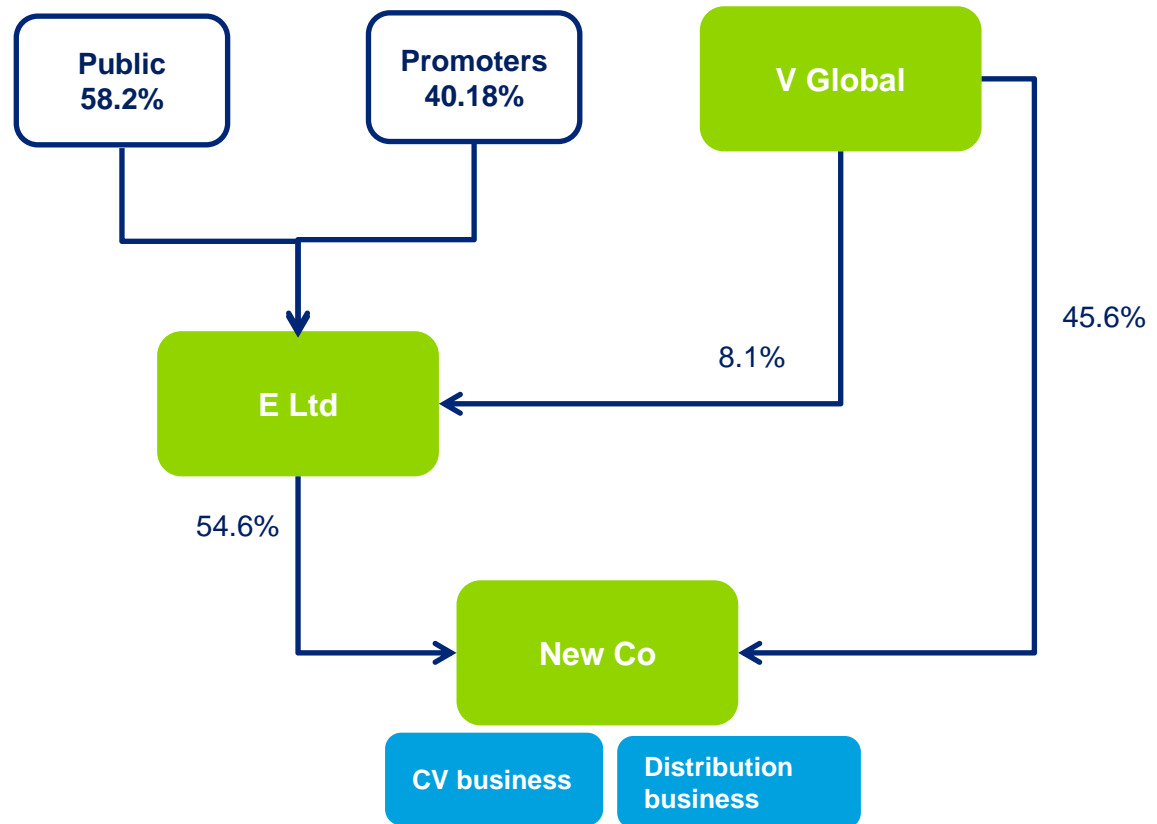 Public
58.2%
Promoters
40.18%
V Global
45.6%
8.1%
E Ltd
54.6%
New Co
CV business
Distribution
business